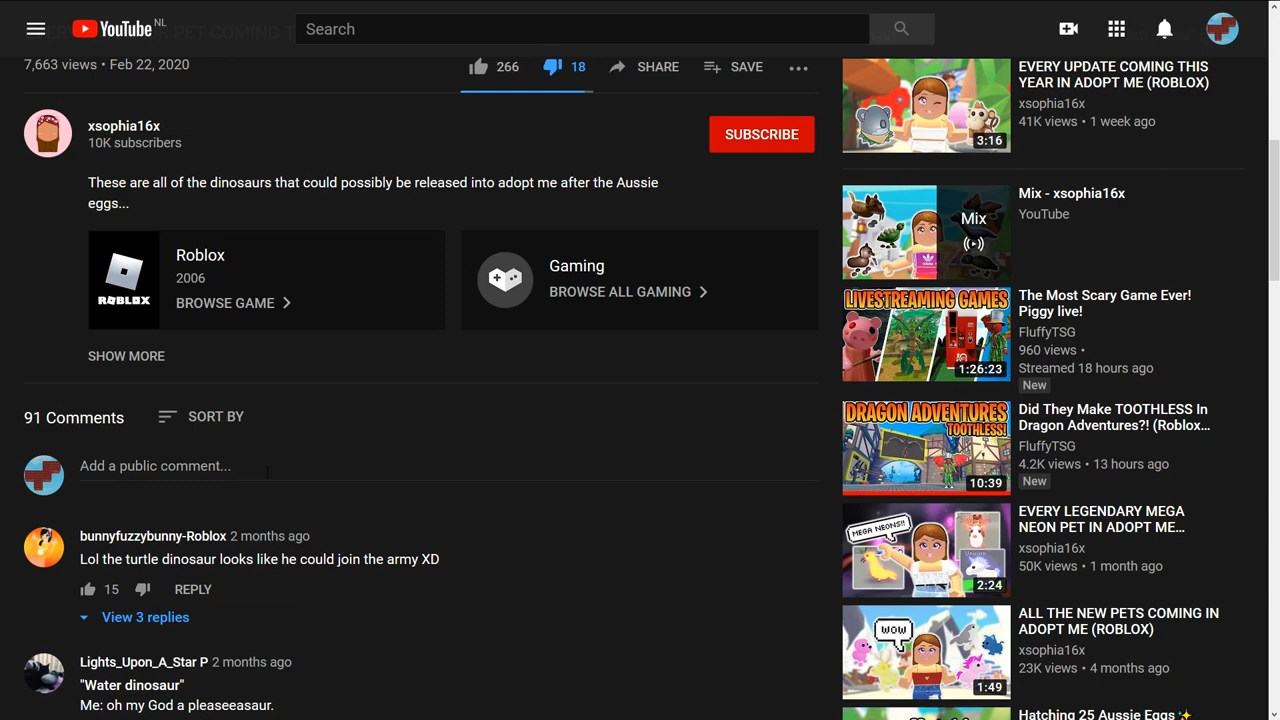 YouTube NL
Search
7,663 views • Feb 22, 2020
266
18
SHARE
SAVE
xsophia16x
10K subscribers
SUBSCRIBE
These are all of the dinosaurs that could possibly be released into adopt me after the Aussie
eggs...
ROBLOX
Roblox
2006
BROWSE GAME
Gaming
BROWSE ALL GAMING
SHOW MORE
91 Comments
SORT BY
Add a public comment...
bunnyfuzzybunny-Roblox 2 months ago
Lol the turtle dinosaur looks like he could join the army XD
15
REPLY
View 3 replies
Lights_Upon_A_Star P 2 months ago
"Water dinosaur"
Me: oh my God a pleaseeasaur.
3:16
EVERY UPDATE COMING THIS
YEAR IN ADOPT ME (ROBLOX)
xsophia16x
41K views • 1 week ago
Mix
Mix - xsophia16x
YouTube
LIVESTREAMING GAMES
1:26:23
The Most Scary Game Ever!
Piggy live!
FluffyTSG
960 views •
Streamed 18 hours ago
New
DRAGON ADVENTURES
TOOTHLESS!
10:39
Did They Make TOOTHLESS In
Dragon Adventures?! (Roblox...
FluffyTSG
4.2K views • 13 hours ago
New
MEGA NEONS!!
Unicorn
2:24
EVERY LEGENDARY MEGA
NEON PET IN ADOPT ME...
xsophia16x
50K views • 1 month ago
WOW
1:49
ALL THE NEW PETS COMING IN
ADOPT ME (ROBLOX)
xsophia16x
23K views • 4 months ago
Hatching 25 Aussie Eggs ✨